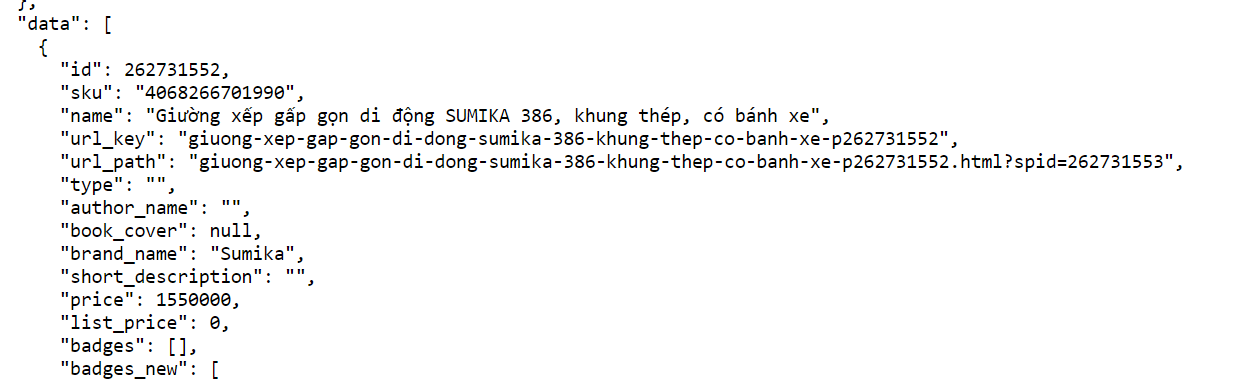 },
"data": [
{
"id": 262731552,
"sku": "4068266701990",
"name": "Giường xếp gấp gọn di động SUMIKA 386, khung thép, có bánh xe",
"url_key": "giuong-xep-gap-gon-di-dong-sumika-386-khung-thep-co-banh-xe-p262731552",
"url_path": "giuong-xep-gap-gon-di-dong-sumika-386-khung-thep-co-banh-xe-p262731552.html?spid=262731553",
"type": "",
"author_name": "",
"book_cover": null,
"brand_name": "Sumika",
"short_description": "",
"price": 1550000,
"list_price": 0,
"badges": [],
"badges_new": [